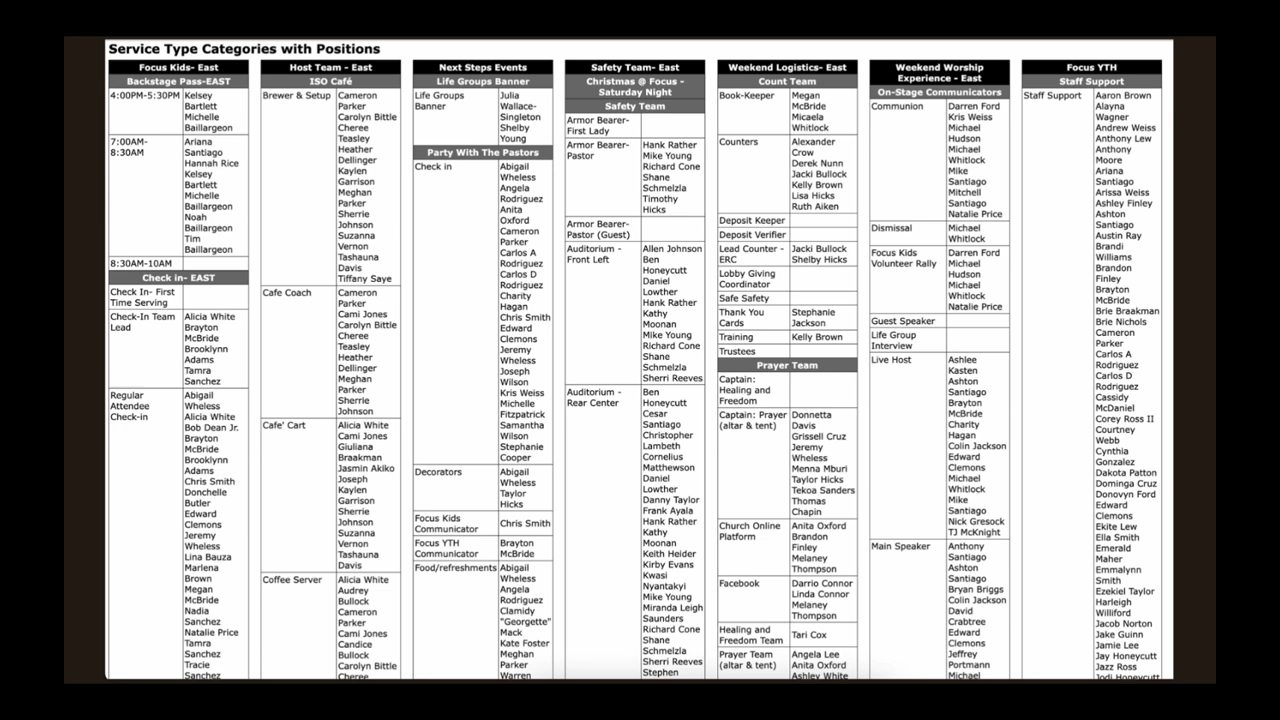 Service Type Categories with Positions
Focus Kids- East
Backstage Pass-EAST
4:00PM-5:30PM Kelsey
Bartlett
Michelle
Baillargeon
7:00AM- Ariana
8:30AM Santiago
Hannah Rice
Kelsey
Bartlett
Michelle
Baillargeon
Noah
Baillargeon
Tim
Baillargeon
8:30AM-10AM
Check in- EAST
Check In- First
Time Serving
Check-In Team Alicia White
Lead Brayton
McBride
Brooklynn
Adams
Tamra
Sanchez
Regular Abigail
Attendee Wheless
Check-in Alicia White
Bob Dean Jr.
Brayton
McBride
Brooklynn
Adams
Chris Smith
Donchelle
Butler
Edward
Clemons
Jeremy
Wheless
Lina Bauza
Marlena
Brown
Megan
McBride
Nadia
Sanchez
Natalie Price
Tamra
Sanchez
Tracie
Sanchez
Host Team - East
ISO Café
Brewer & Setup Cameron
Parker
Carolyn Bittle
Cheree
Teasley
Heather
Dellinger
Kaylen
Garrison
Meghan
Parker
Sherrie
Johnson
Suzanna
Vernon
Tashauna
Davis
Tiffany Saye
Cafe Coach Cameron
Parker
Cami Jones
Carolyn Bittle
Cheree
Teasley
Heather
Dellinger
Meghan
Parker
Sherrie
Johnson
Cafe' Cart Alicia White
Cami Jones
Giuliana
Braakman
Jasmin Akiko
Joseph
Kaylen
Garrison
Sherrie
Johnson
Suzanna
Vernon
Tashauna
Davis
Coffee Server Alicia White
Audrey
Bullock
Cameron
Parker
Cami Jones
Candice
Bullock
Carolyn Bittle
Cheree
Next Steps Events
Life Groups Banner
Life Groups Julia
Banner Wallace-
Singleton
Shelby
Young
Party With The Pastors
Check in Abigail
Wheless
Angela
Rodriguez
Anita
Oxford
Cameron
Parker
Carlos A
Rodriguez
Carlos D
Rodriguez
Charity
Hagan
Chris Smith
Edward
Clemons
Jeremy
Wheless
Joseph
Wilson
Kris Weiss
Michelle
Fitzpatrick
Samantha
Wilson
Stephanie
Cooper
Decorators Abigail
Wheless
Taylor
Hicks
Focus Kids
Communicator Chris Smith
Focus YTH Brayton
Communicator McBride
Food/refreshments Abigail
Wheless
Angela
Rodriguez
Clamidy
"Georgette"
Mack
Kate Foster
Meghan
Parker
Warren
Safety Team- East
Christmas @ Focus -
Saturday Night
Safety Team
Armor Bearer-
First Lady
Armor Bearer- Hank Rather
Pastor Mike Young
Richard Cone
Shane
Schmelzla
Timothy
Hicks
Armor Bearer-
Pastor (Guest)
Auditorium - Allen Johnson
Front Left Ben
Honeycutt
Daniel
Lowther
Hank Rather
Kathy
Moonan
Mike Young
Richard Cone
Shane
Schmelzla
Sherri Reeves
Auditorium - Ben
Rear Center Honeycutt
Cesar
Santiago
Christopher
Lambeth
Cornelius
Matthewson
Daniel
Lowther
Danny Taylor
Frank Ayala
Hank Rather
Kathy
Moonan
Keith Heider
Kirby Evans
Kwasi
Nyantakyi
Mike Young
Miranda Leigh
Saunders
Richard Cone
Shane
Schmelzla
Sherri Reeves
Stephen
Weekend Logistics- East
Count Team
Book-Keeper Megan
McBride
Micaela
Whitlock
Counters Alexander
Crow
Derek Nunn
Jacki Bullock
Kelly Brown
Lisa Hicks
Ruth Aiken
Deposit Keeper
Deposit Verifier
Lead Counter - Jacki Bullock
ERC Shelby Hicks
Lobby Giving
Coordinator
Safe Safety
Thank You Stephanie
Cards Jackson
Training Kelly Brown
Trustees
Prayer Team
Captain:
Healing and
Freedom
Captain: Prayer Donnetta
(altar & tent) Davis
Grissell Cruz
Jeremy
Wheless
Menna Mburi
Taylor Hicks
Tekoa Sanders
Thomas
Chapin
Church Online Anita Oxford
Platform Brandon
Finley
Melaney
Thompson
Facebook Darrio Connor
Linda Connor
Melaney
Thompson
Healing and
Freedom Team Tari Cox
Prayer Team Angela Lee
(altar & tent) Anita Oxford
Ashley White
Weekend Worship
Experience - East
On-Stage Communicators
Communion Darren Ford
Kris Weiss
Michael
Hudson
Michael
Whitlock
Mike
Santiago
Mitchell
Santiago
Natalie Price
Dismissal Michael
Whitlock
Focus Kids Darren Ford
Volunteer Rally Michael
Hudson
Michael
Whitlock
Natalie Price
Guest Speaker
Life Group
Interview
Live Host Ashlee
Kasten
Ashton
Santiago
Brayton
McBride
Charity
Hagan
Colin Jackson
Edward
Clemons
Michael
Whitlock
Mike
Santiago
Nick Gresock
TJ McKnight
Main Speaker Anthony
Santiago
Ashton
Santiago
Bryan Briggs
Colin Jackson
David
Crabtree
Edward
Clemons
Jeffrey
Portmann
Michael
Focus YTH
Staff Support
Staff Support Aaron Brown
Alayna
Wagner
Andrew Weiss
Anthony Lew
Anthony
Moore
Ariana
Santiago
Arissa Weiss
Ashley Finley
Ashton
Santiago
Austin Ray
Brandi
Williams
Brandon
Finley
Brayton
McBride
Brie Braakman
Brie Nichols
Cameron
Parker
Carlos A
Rodriguez
Carlos D
Rodriguez
Cassidy
McDaniel
Corey Ross II
Courtney
Webb
Cynthia
Gonzalez
Dakota Patton
Dominga Cruz
Donovyn Ford
Edward
Clemons
Ekite Lew
Ella Smith
Emerald
Maher
Emmalynn
Smith
Ezekiel Taylor
Harleigh
Williford
Jacob Norton
Jake Guinn
Jamie Lee
Jay Honeycutt
Jazz Ross
Jodi Honeycutt